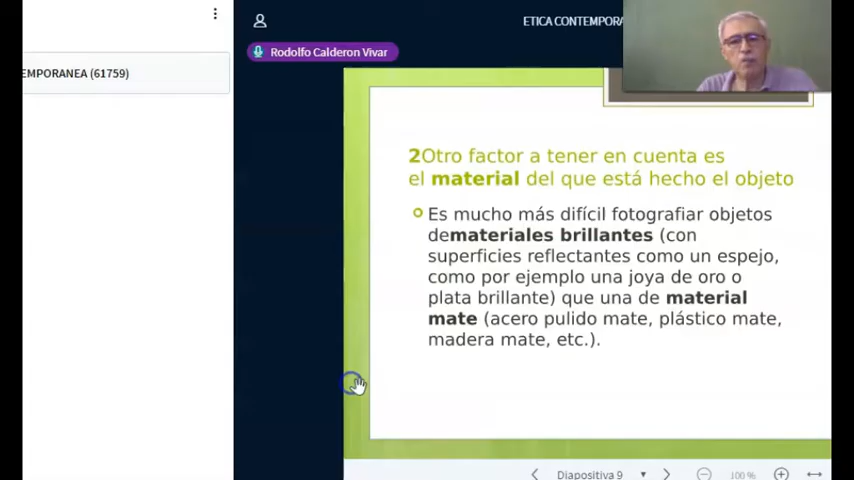 ETICA CONTEMPORA
Rodolfo Calderon Vivar
EMPORANEA (61759)
2Otro factor a tener en cuenta es
el material del que está hecho el objeto
Es mucho más difícil fotografiar objetos
demateriales brillantes (con
superficies reflectantes como un espejo,
como por ejemplo una joya de oro o
plata brillante) que una de material
mate (acero pulido mate, plástico mate,
madera mate, etc.).
Diapositiva 9
100 %